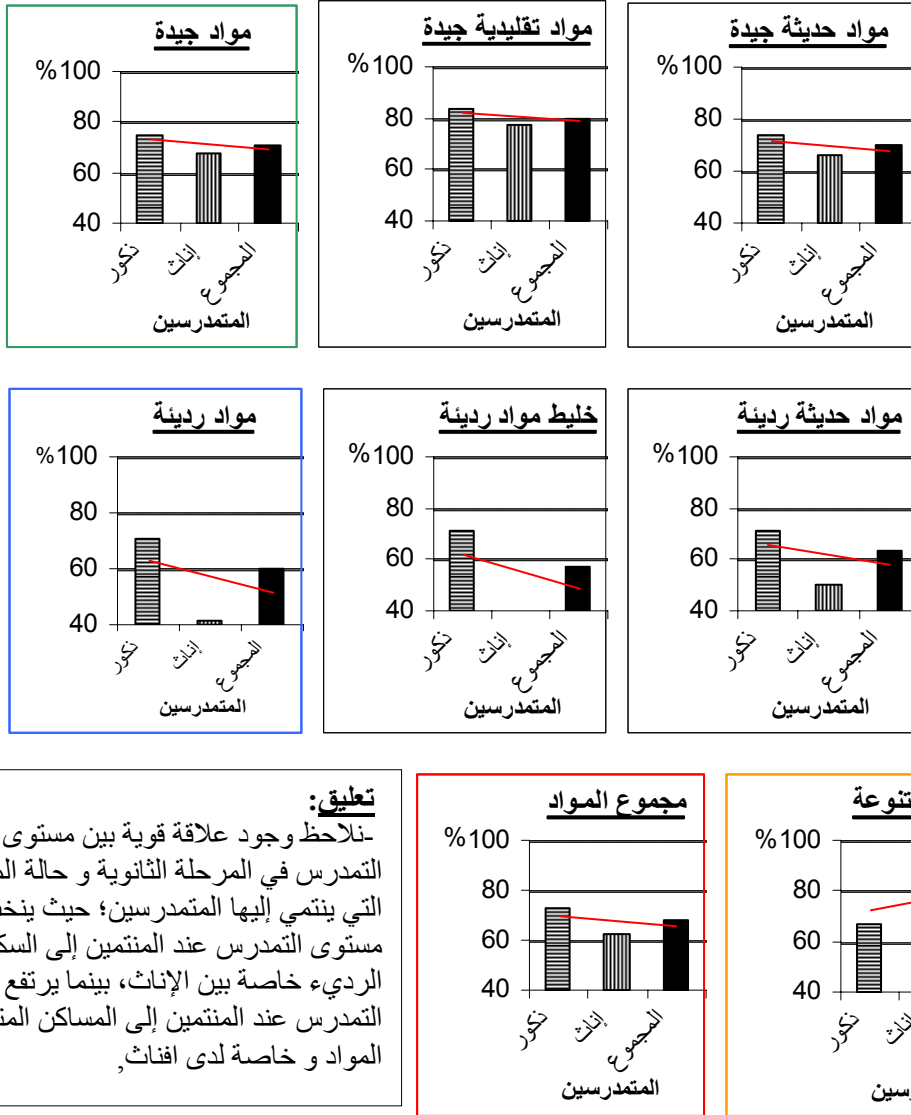 مواد حديثة جيدة
%100
80
60
40
ذكور
إناث
المجموع
المتمدرسين
مواد تقليدية جيدة
%100
80
60
40
ذكور
إناث
المجموع
المتمدرسين
مواد جيدة
%100
80
60
40
ذكور
إناث
المجموع
المتمدرسين
مواد حديثة رديئة
%100
80
60
40
ذكور
إناث
المجموع
المتمدرسين
خليط مواد رديئة
%100
80
60
40
ذكور
إناث
المجموع
المتمدرسين
مواد رديئة
%100
80
60
40
ذكور
إناث
المجموع
المتمدرسين
تنوعة
%100
80
60
40
ذكور
إناث
رسين
مجموع المواد
%100
80
60
40
ذكور
إناث
المجموع
المتمدرسين
تعليق:
-نلاحظ وجود علاقة قوية بين مستوى
التمدرس في المرحلة الثانوية و حالة
التي ينتمي إليها المتمدرسين؛ حيث
مستوى التمدرس عند المنتمين إلى
الرديء خاصة بين الإناث، بينما يرتفع
التمدرس عند المنتمين إلى المساكن
المواد و خاصة لدى افناث,